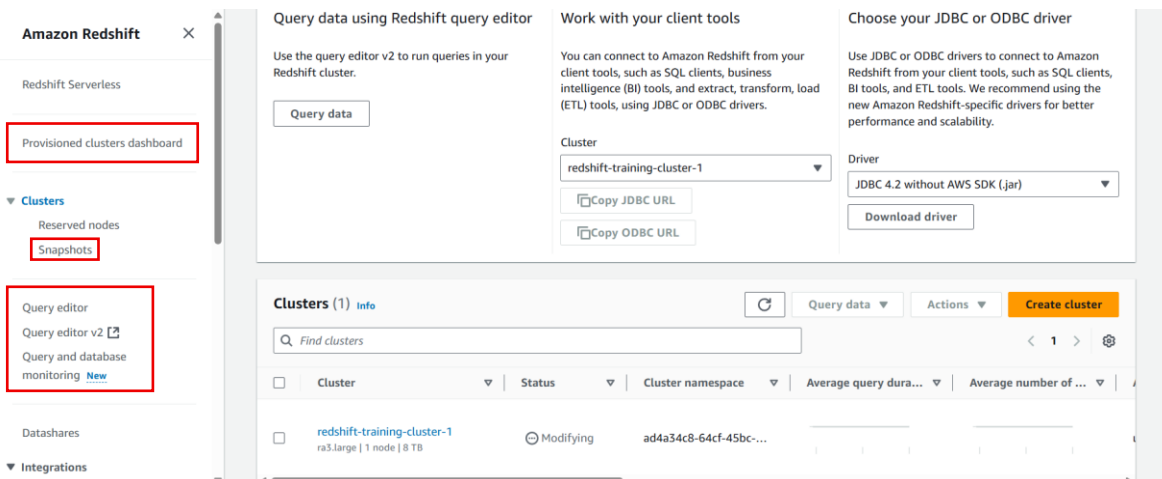 Amazon Redshift
Redshift Serverless
Provisioned clusters dashboard
Clusters
Reserved nodes
Snapshots
Query editor
Query editor v2
Query and database
monitoring New
Datashares
Integrations
Query data using Redshift query editor
Use the query editor v2 to run queries in your
Redshift cluster.
Query data
Work with your client tools
You can connect to Amazon Redshift from your
client tools, such as SQL clients, business
intelligence (BI) tools, and extract, transform, load
(ETL) tools, using JDBC or ODBC drivers.
Cluster
redshift-training-cluster-1
Copy JDBC URL
Copy ODBC URL
Choose your JDBC or ODBC driver
Use JDBC or ODBC drivers to connect to Amazon
Redshift from your client tools, such as SQL clients,
BI tools, and ETL tools. We recommend using the
new Amazon Redshift-specific drivers for better
performance and scalability.
Driver
JDBC 4.2 without AWS SDK (.jar)
Download driver
Clusters (1) Info
Query data
Actions
Create cluster
Find clusters
1
Cluster Status Cluster namespace Average query dura... Average number of ...
redshift-training-cluster-1 Modifying ad4a34c8-64cf-45bc-...
ra3.large | 1 node | 8 TB